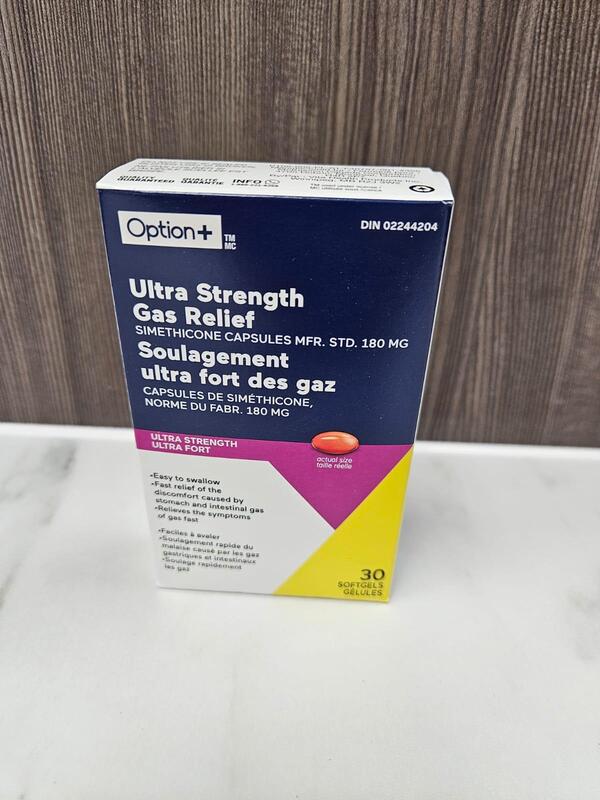 QUALITY QUALITÉ INFO
GUARANTEED GARANTIE
Option+ TM
MC
DIN 02244204
Ultra Strength
Gas Relief
SIMETHICONE CAPSULES MFR. STD. 180 MG
Soulagement
ultra fort des gaz
CAPSULES DE SIMÉTHICONE,
NORME DU FABR. 180 MG
ULTRA STRENGTH
ULTRA FORT
actual size
taille réelle
•Easy to swallow
•Fast relief of the
discomfort caused by
stomach and intestinal gas
•Relieves the symptoms
of gas fast
•Faciles à avaler
•Soulagement rapide du
malaise causé par les gaz
gastriques et intestinaux
•Soulage rapidement
les gaz
30
SOFTGELS
GÉLULES